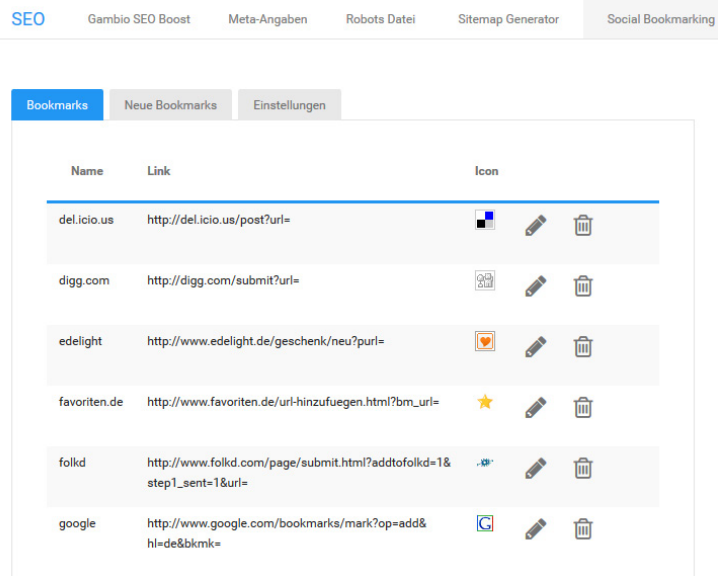 SEO Gambio SEO Boost Meta-Angaben Robots Datei Sitemap Generator Social Bookmarking
Bookmarks Neue Bookmarks Einstellungen
Name Link Icon
del.icio.us http://del.icio.us/post?url=
digg.com http://digg.com/submit?url=
edelight http://www.edelight.de/geschenk/neu?purl=
favoriten.de http://www.favoriten.de/url-hinzufuegen.html?bm_url=
folkd http://www.folkd.com/page/submit.html?addtofolkd=1&
step1_sent=1&url=
google http://www.google.com/bookmarks/mark?op=add& G
hl=de&bkmk=